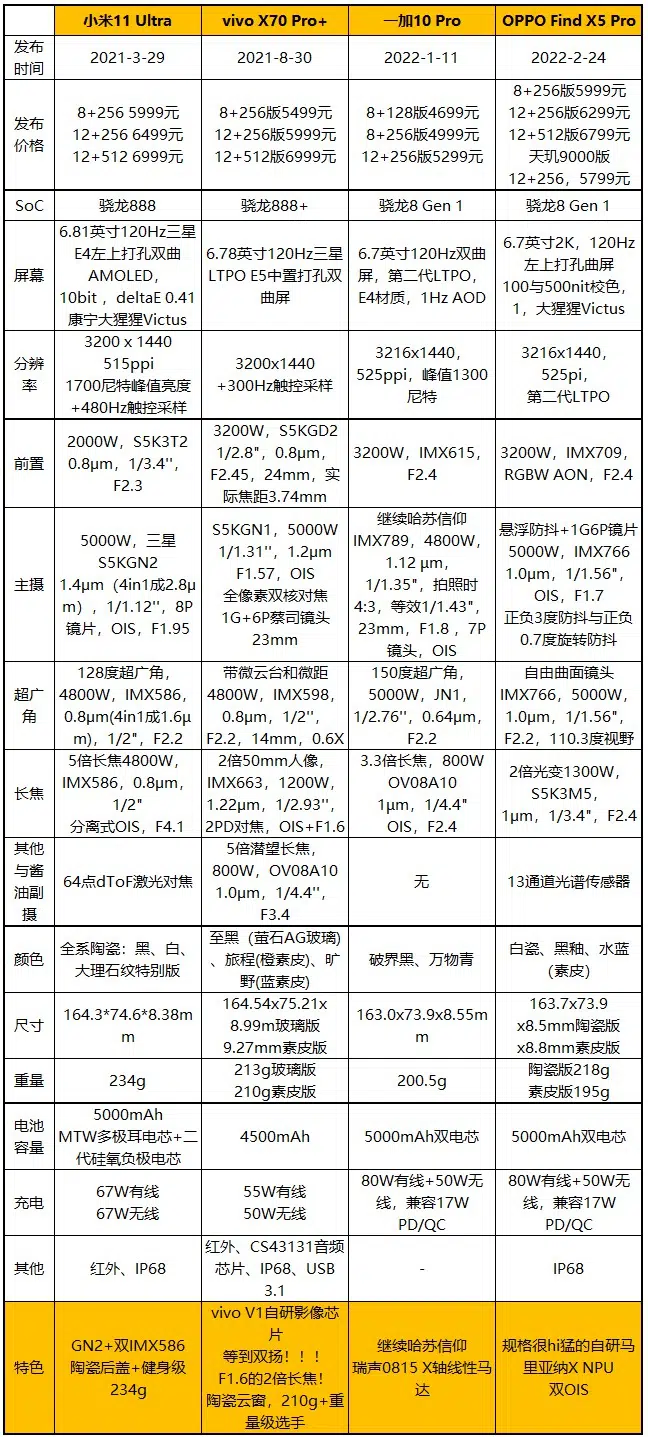 小米11 Ultra
vivo X70 Pro+
一加10 Pro
OPPO Find X5 Pro
发布
时间
2021-3-29
2021-8-30
2022-1-11
2022-2-24
发布
价格
8+256 5999元
12+256 6499元
12+512 6999元
8+256版5499元
12+256版5999元
12+512版6999元
8+128版4699元
8+256版4999元
12+256版5299元
8+256版5999元
12+256版6299元
12+512版6799元
天玑9000版
12+256，5799元
SoC
骁龙888
骁龙888+
骁龙8 Gen 1
骁龙8 Gen 1
屏幕
6.81英寸120Hz三星
E4左上打孔双曲
AMOLED，
10bit ，deltaE 0.41
康宁大猩猩Victus
6.78英寸120Hz三星
LTPO E5中置打孔双
曲屏
6.7英寸120Hz双曲
屏，第二代LTPO，
E4材质，1Hz AOD
6.7英寸2K，120Hz
左上打孔曲屏
100与500nit校色，
1，大猩猩Victus
分辨
率
3200 x 1440
515ppi
1700尼特峰值亮度
+480Hz触控采样
3200x1440
+300Hz触控采样
3216x1440，
525ppi，峰值1300
尼特
3216x1440，
525pi，
第二代LTPO
前置
2000W，S5K3T2
0.8μm，1/3.4''，
F2.3
3200W，S5KGD2
1/2.8"，0.8μm，
F2.45，24mm，实
际焦距3.74mm
3200W，IMX615，
F2.4
3200W，IMX709，
RGBW AON，F2.4
主摄
5000W，三星
S5KGN2
1.4μm（4in1成2.8μ
m），1/1.12''，8P
镜片，OIS，F1.95
S5KGN1，5000W
1/1.31''，1.2μm
F1.57，OIS
全像素双核对焦
1G+6P蔡司镜头
23mm
继续哈苏信仰
IMX789，4800W，
1.12 μm，
1/1.35"，拍照时
4:3，等效1/1.43"，
23mm，F1.8 ，7P
镜头，OIS
悬浮防抖+1G6P镜片
5000W，IMX766
1.0μm，1/1.56"，
OIS，F1.7
正负3度防抖与正负
0.7度旋转防抖
超广
角
128度超广角，
4800W，IMX586，
0.8μm(4in1成1.6μ
m)，1/2"，F2.2
带微云台和微距
4800W，IMX598，
0.8μm，1/2''，
F2.2，14mm，0.6X
150度超广角，
5000W，JN1，
1/2.76''，0.64μm，
F2.2
自由曲面镜头
IMX766，5000W，
1.0μm，1/1.56"，
F2.2，110.3度视野
长焦
5倍长焦4800W，
IMX586，0.8μm，
1/2"
分离式OIS，F4.1
2倍50mm人像，
IMX663，1200W，
1.22μm，1/2.93''，
2PD对焦，OIS+F1.6
3.3倍长焦，800W
OV08A10
1μm，1/4.4"
OIS，F2.4
2倍光变1300W，
S5K3M5，
1μm，1/3.4"，F2.4
其他
与酱
油副
摄
64点dToF激光对焦
5倍潜望长焦，
800W，OV08A10
1.0μm，1/4.4''，
F3.4
无
13通道光谱传感器
颜色
全系陶瓷：黑、白、
大理石纹特别版
至黑（萤石AG玻璃)
、旅程(橙素皮)、旷
野(蓝素皮)
破界黑、万物青
白瓷、黑釉、水蓝
(素皮)
尺寸
164.3*74.6*8.38m
m
164.54x75.21x
8.99m玻璃版
9.27mm素皮版
163.0x73.9x8.55m
m
163.7x73.9
x8.5mm陶瓷版
x8.8mm素皮版
重量
234g
213g玻璃版
210g素皮版
200.5g
陶瓷版218g
素皮版195g
电池
容量
5000mAh
MTW多极耳电芯+二
代硅氧负极电芯
4500mAh
5000mAh双电芯
5000mAh双电芯
充电
67W有线
67W无线
55W有线
50W无线
80W有线+50W无
线，兼容17W
PD/QC
80W有线+50W无
线，兼容17W
PD/QC
其他
红外、IP68
红外、CS43131音频
芯片、IP68、USB
3.1
-
IP68
特色
GN2+双IMX586
陶瓷后盖+健身级
234g
vivo V1自研影像芯
片
等到双扬！！！
F1.6的2倍长焦！
陶瓷云窗，210g+重
量级选手
继续哈苏信仰
瑞声0815 X轴线性马
达
规格很hi猛的自研马
里亚纳X NPU
双OIS